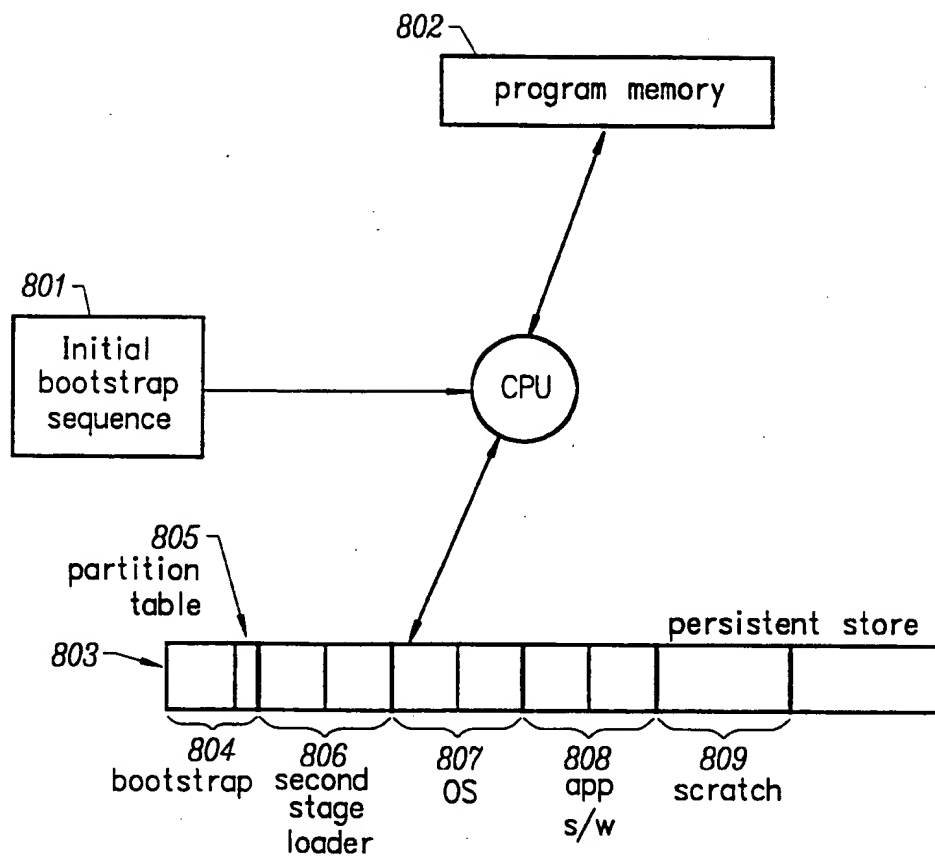 802
program memory
801
Initial
bootstrap
sequence
CPU
805
partition
table
persistent store
803
804
bootstrap
806
second
stage
loader
807
OS
808
app
s/w
809
scratch